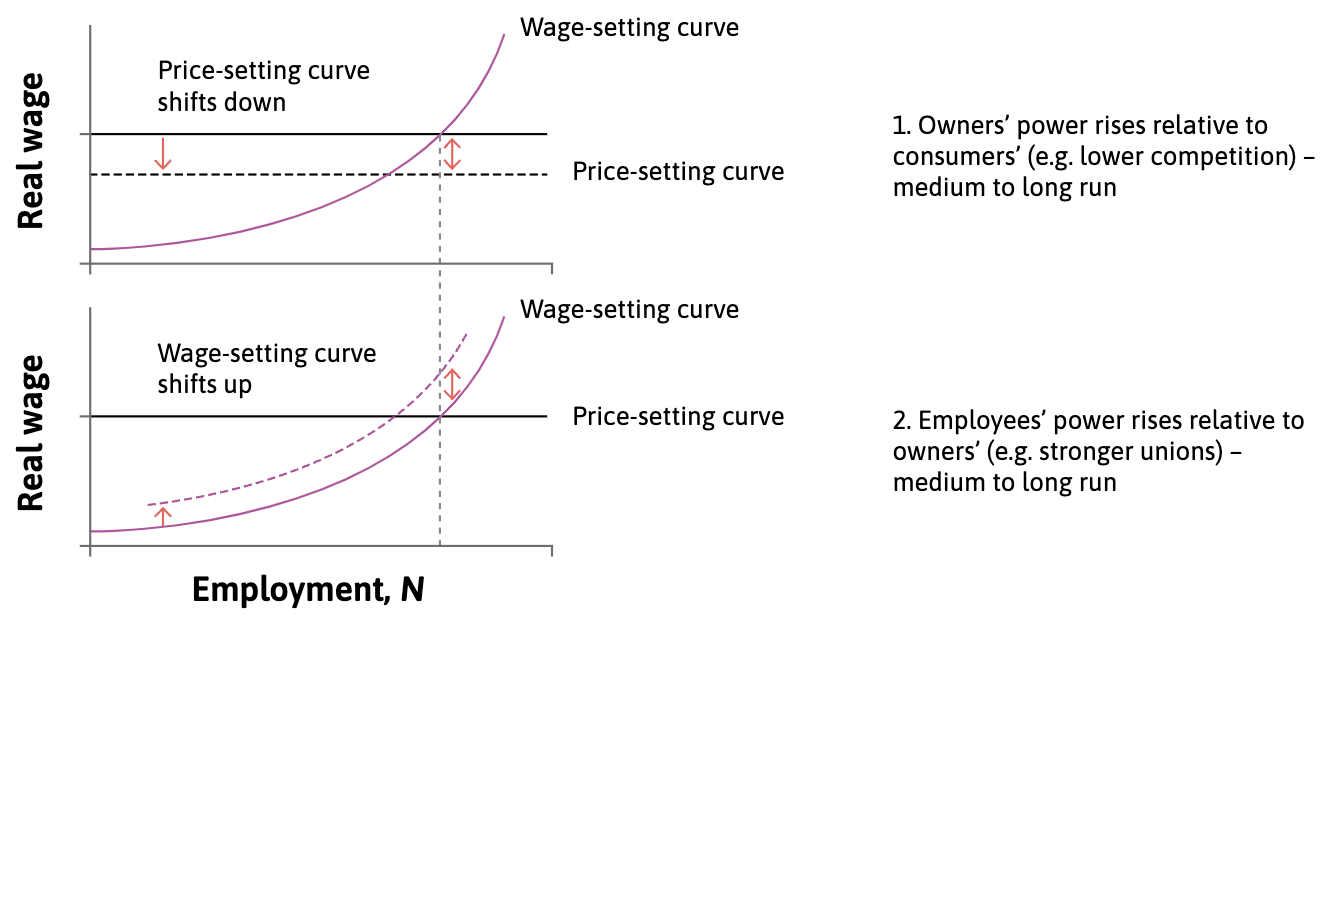 Wage-setting curve
Price-setting curve
shifts down
Real wage
Price-setting curve
1. Owners’ power rises relative to
consumers’ (e.g. lower competition) –
medium to long run
Wage-setting curve
Wage-setting curve
shifts up
Real wage
Price-setting curve
2. Employees’ power rises relative to
owners’ (e.g. stronger unions) –
medium to long run
Employment, N